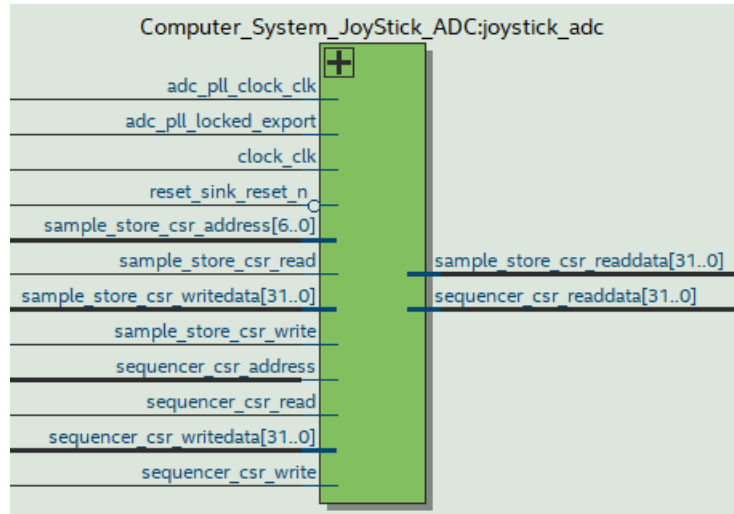 Computer_System_JoyStick_ADC:joystick_adc
adc_pll_clock_clk
adc_pll_locked_export
clock_clk
reset_sink_reset_n
sample_store_csr_address[6..0]
sample_store_csr_read
sample_store_csr_writedata[31..0]
sample_store_csr_write
sequencer_csr_address
sequencer_csr_read
sequencer_csr_writedata[31..0]
sequencer_csr_write
sample_store_csr_readdata[31..0]
sequencer_csr_readdata[31..0]